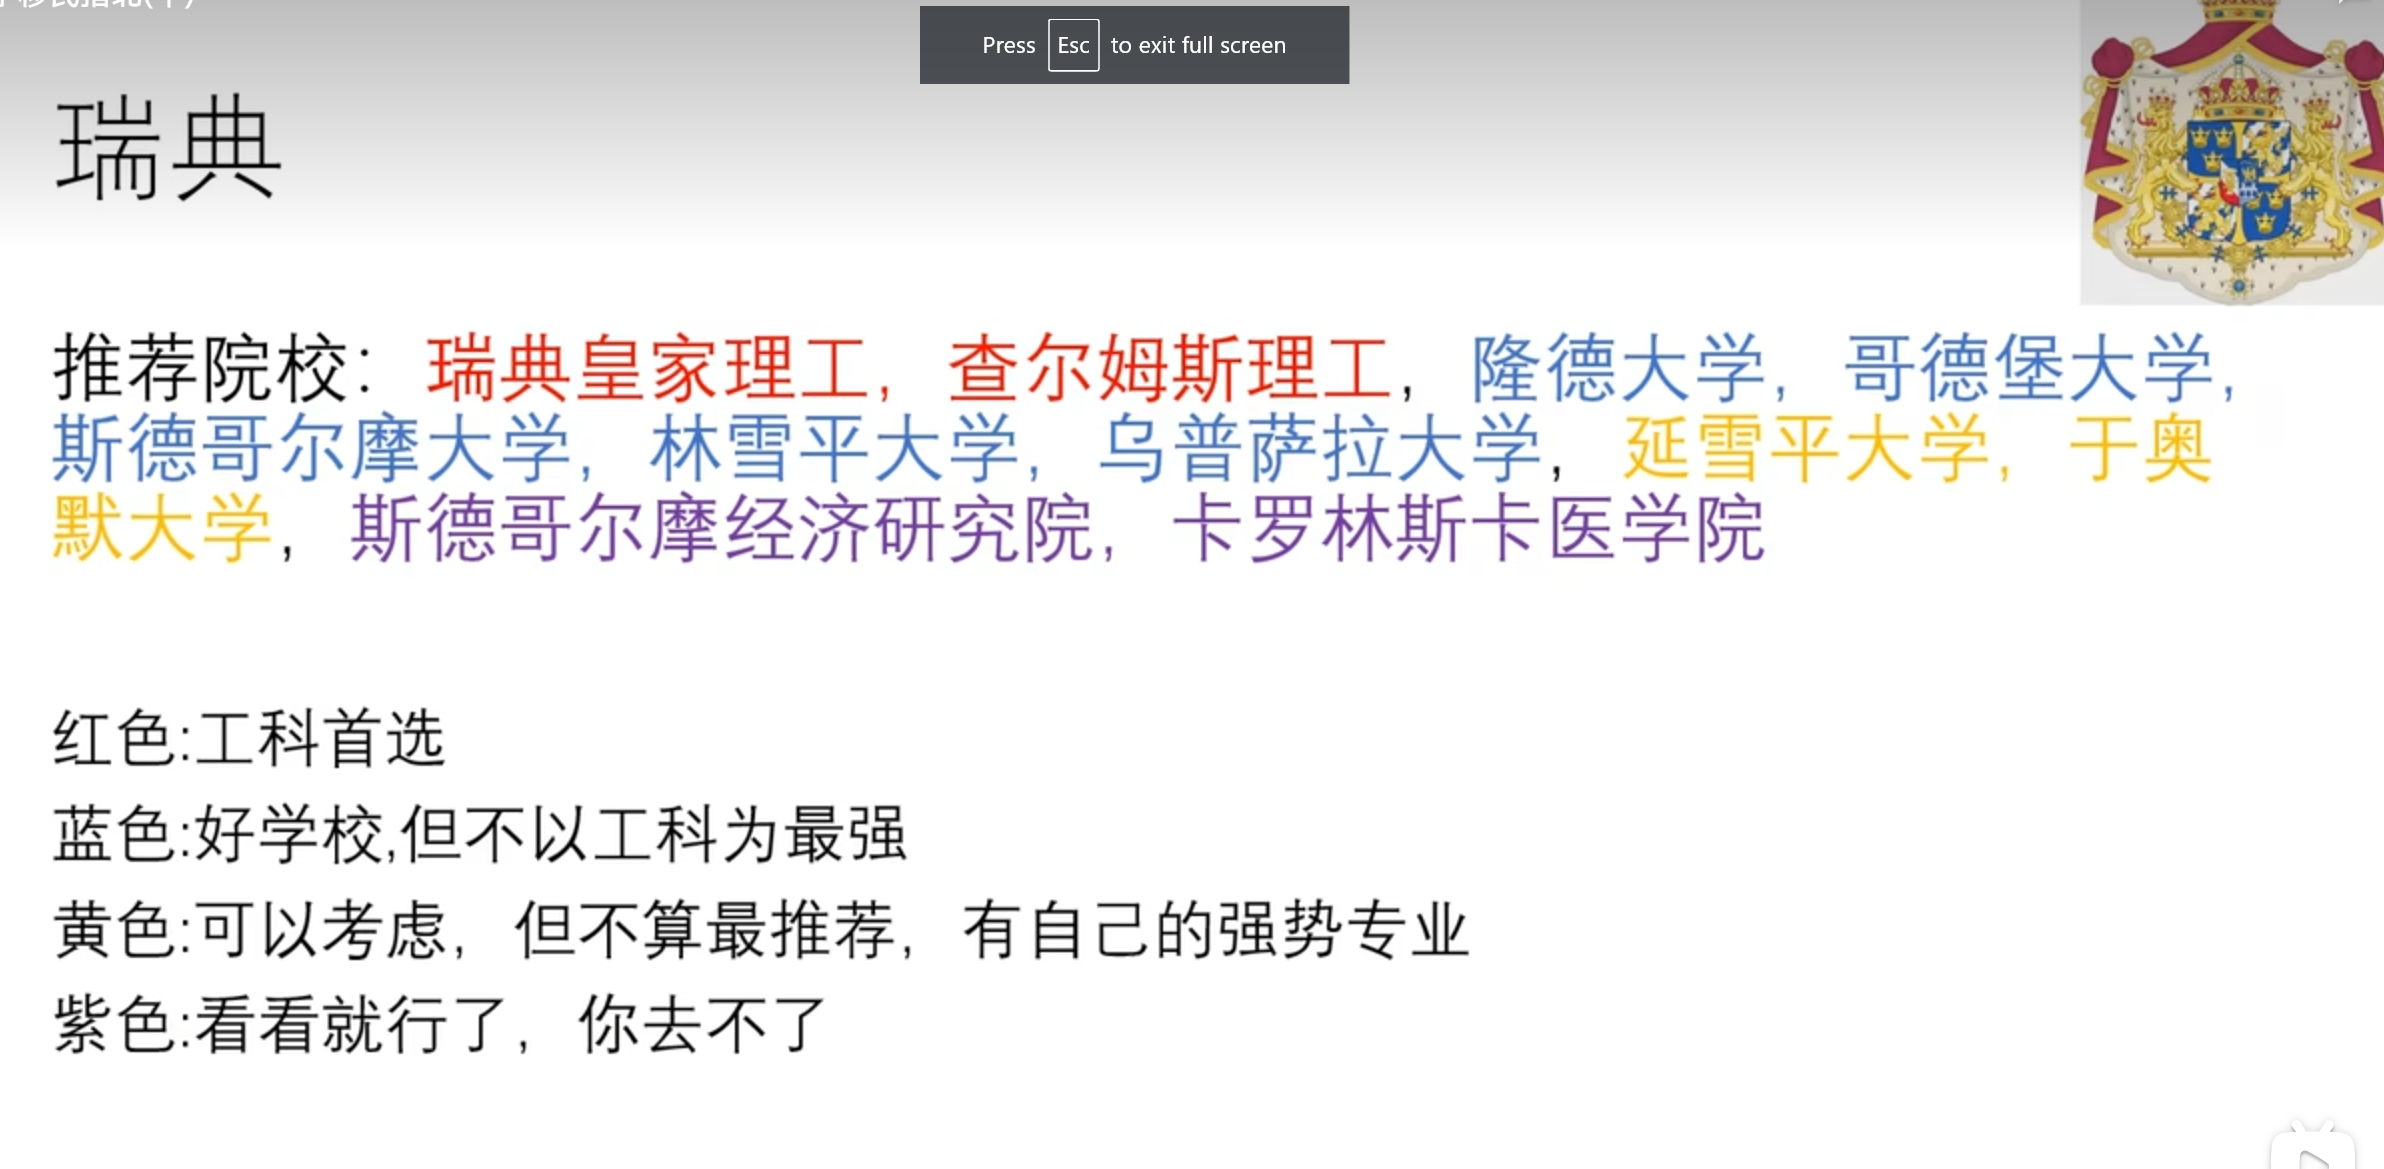 Press Esc to exit full screen
瑞典
推荐院校：瑞典皇家理工，查尔姆斯理工，隆德大学，哥德堡大学，
斯德哥尔摩大学，林雪平大学，乌普萨拉大学，延雪平大学，于奥
默大学，斯德哥尔摩经济研究院，卡罗林斯卡医学院
红色:工科首选
蓝色:好学校,但不以工科为最强
黄色:可以考虑，但不算最推荐，有自己的强势专业
紫色:看看就行了，你去不了